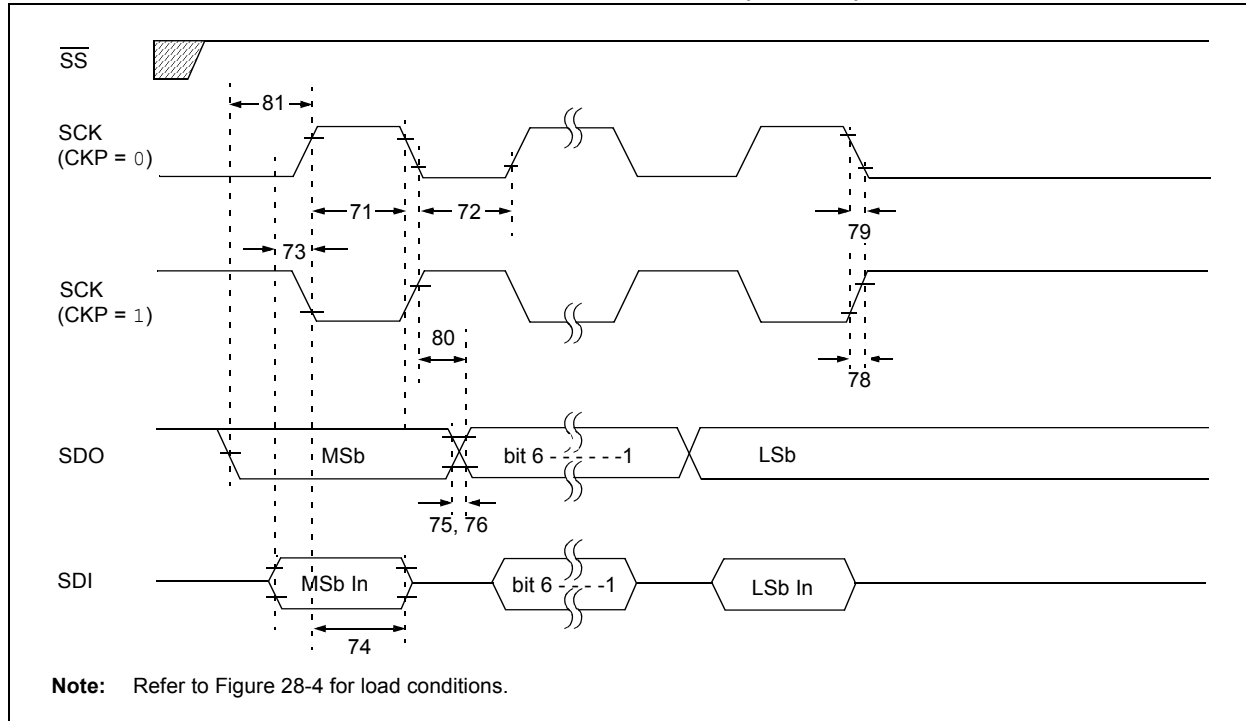 SS
81
SCK
(CKP = 0)
71
72
79
73
SCK
(CKP = 1)
80
78
SDO
MSb
bit 6 - - - - - - -1
LSb
75, 76
SDI
MSb In
bit 6 - - - - -1
LSb In
74
Note: Refer to Figure 28-4 for load conditions.